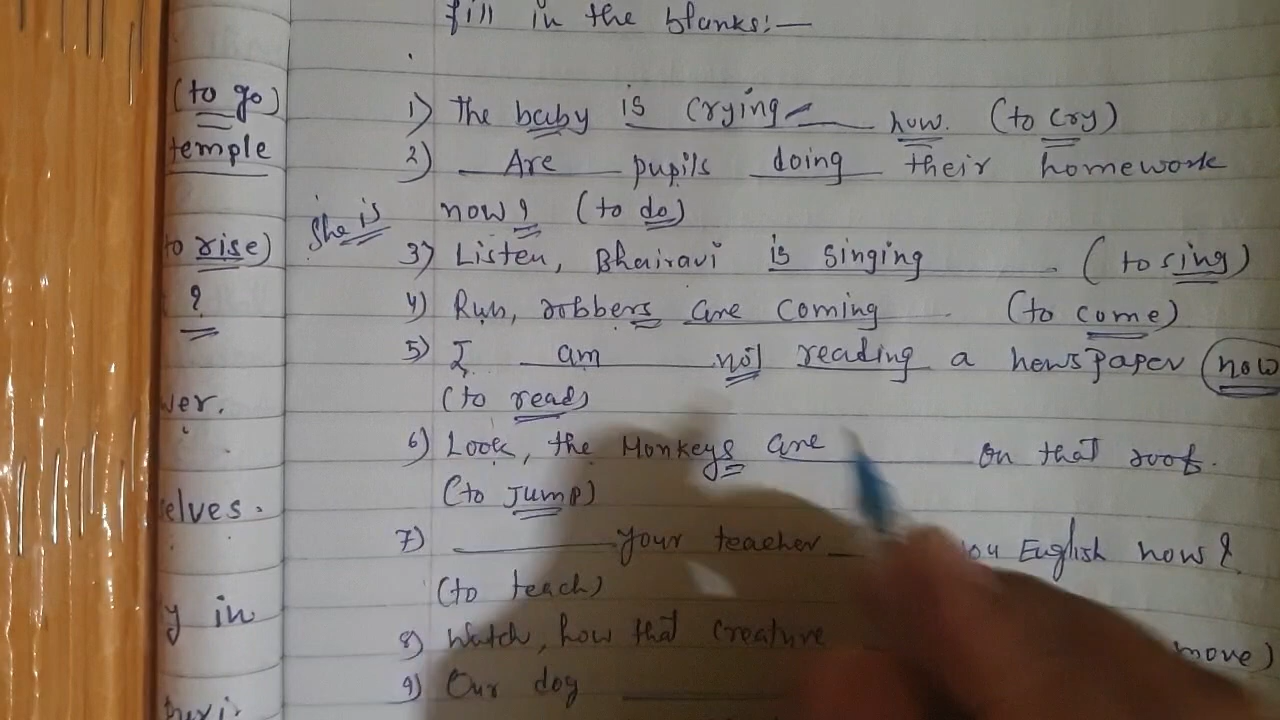 fill in the blanks:—
(to go)
temple
to rise)
?
wer.
selves.
y in
1) The baby is crying now. (to cry)
2) Are pupils doing their homework
now? (to do)
She is
3) Listen, Bhairavi is singing (to sing)
4) Run, robbers are coming. (to come)
5) I am not reading a newspaper now
(to read)
6) Look, the Monkeys are on that roof.
(to Jump)
7) your teacher you English now?
(to teach)
8) Watch, how that creature move)
9) Our dog